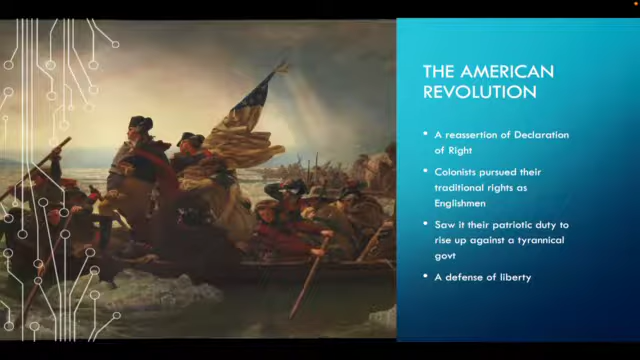 THE AMERICAN
REVOLUTION
• A reassertion of Declaration
of Right
• Colonists pursued their
traditional rights as
Englishmen
• Saw it their patriotic duty to
rise up against a tyrannical
govt
• A defense of liberty